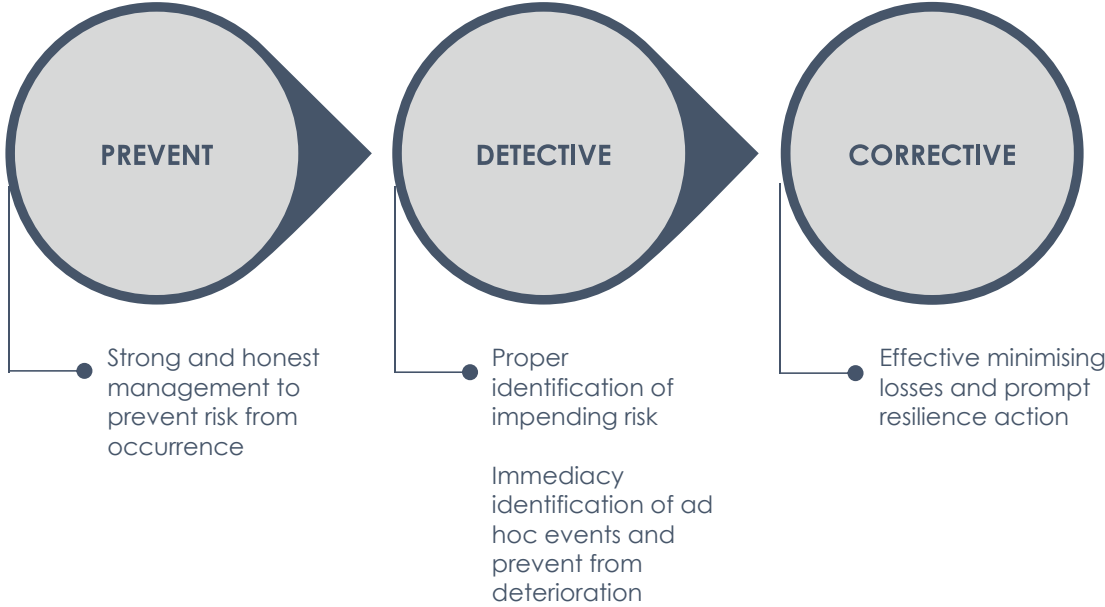 PREVENT
Strong and honest
management to
prevent risk from
occurrence
DETECTIVE
Proper
identification of
impending risk
Immediacy
identification of ad
hoc events and
prevent from
deterioration
CORRECTIVE
Effective minimising
losses and prompt
resilience action